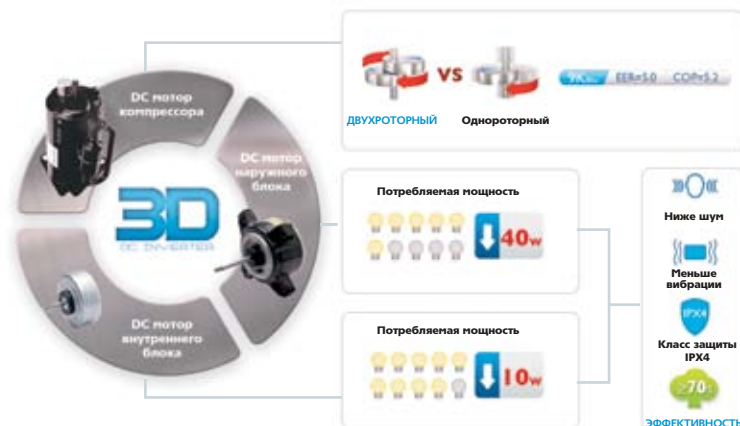 DC мотор
компрессора
DC мотор
наружного
блока
3D
DC INVERTER
DC мотор
внутреннего
блока
VS
EER=5.0 COP=5.2
ДВУХРОТОРНЫЙ Однороторный
Потребляемая мощность
40w
Потребляемая мощность
10w
Ниже шум
Меньше
вибрации
IPX4
Класс защиты
IPX4
70
ЭФФЕКТИВНОСТЬ